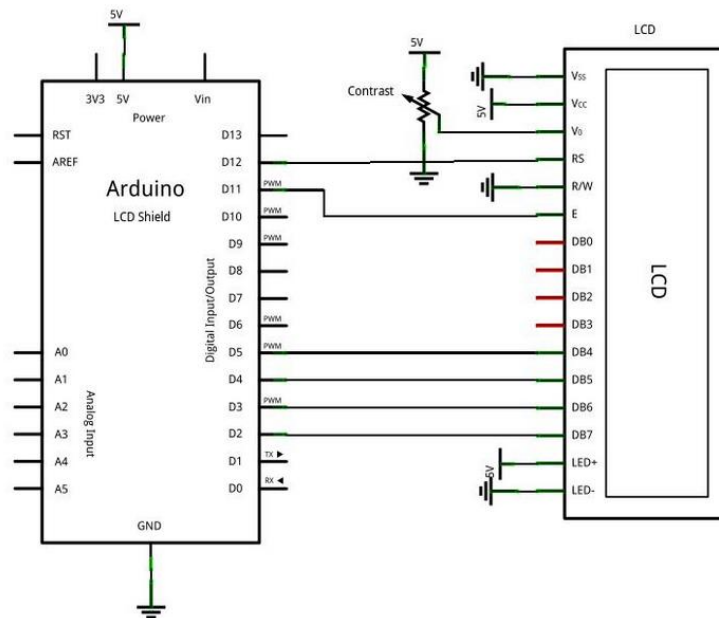 5V
3V3 5V Vin
Power
RST
AREF
Arduino
LCD Shield
D13
D12
D11 PWM
D10 PWM
D9 PWM
D8
D7
D6 PWM
D5 PWM
D4
D3 PWM
D2
D1 TX ▶
D0 RX ◀
Digital Input/Output
A0
A1
A2
A3
A4
A5
Analog Input
GND
5V
Contrast
LCD
Vss
5V Vcc
V0
RS
R/W
E
DB0
DB1
DB2
DB3
DB4
DB5
DB6
DB7
5V LED+
LED-
LCD